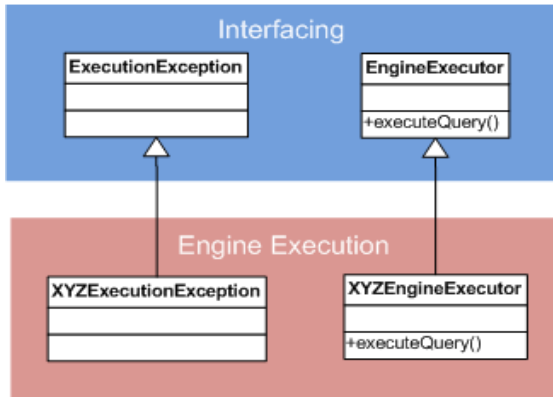 Interfacing
ExecutionException
EngineExecutor
+executeQuery()
Engine Execution
XYZExecutionException
XYZEngineExecutor
+executeQuery()